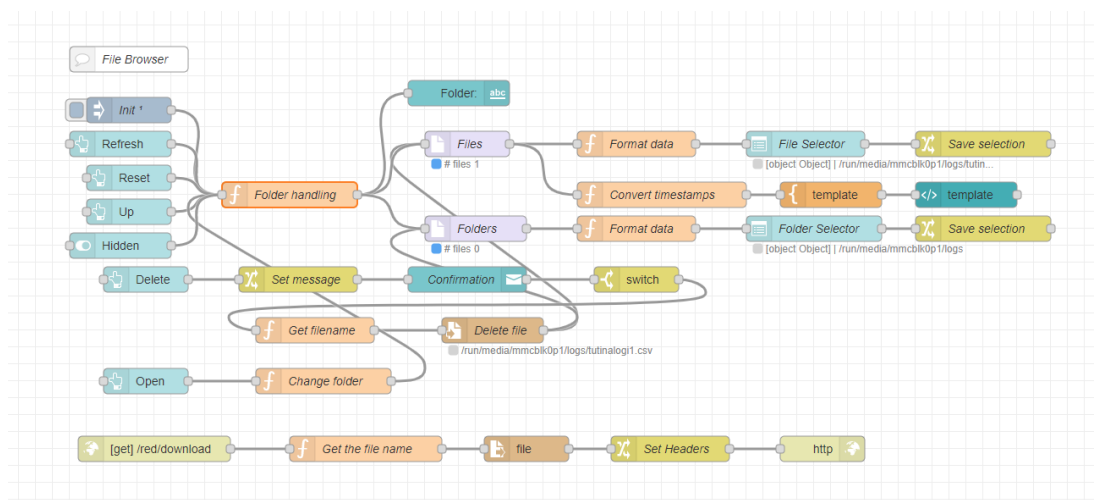 File Browser
Folder: abc
Init ¹
Refresh
Files
Format data
File Selector
Save selection
# files 1
[object Object] | /run/media/mmcblk0p1/logs/tutin...
Reset
Folder handling
Convert timestamps
template
template
Up
Folders
Format data
Folder Selector
Save selection
Hidden
# files 0
[object Object] | /run/media/mmcblk0p1/logs
Delete
Set message
Confirmation
switch
Get filename
Delete file
/run/media/mmcblk0p1/logs/tutinalogi1.csv
Open
Change folder
[get] /red/download
Get the file name
file
Set Headers
http